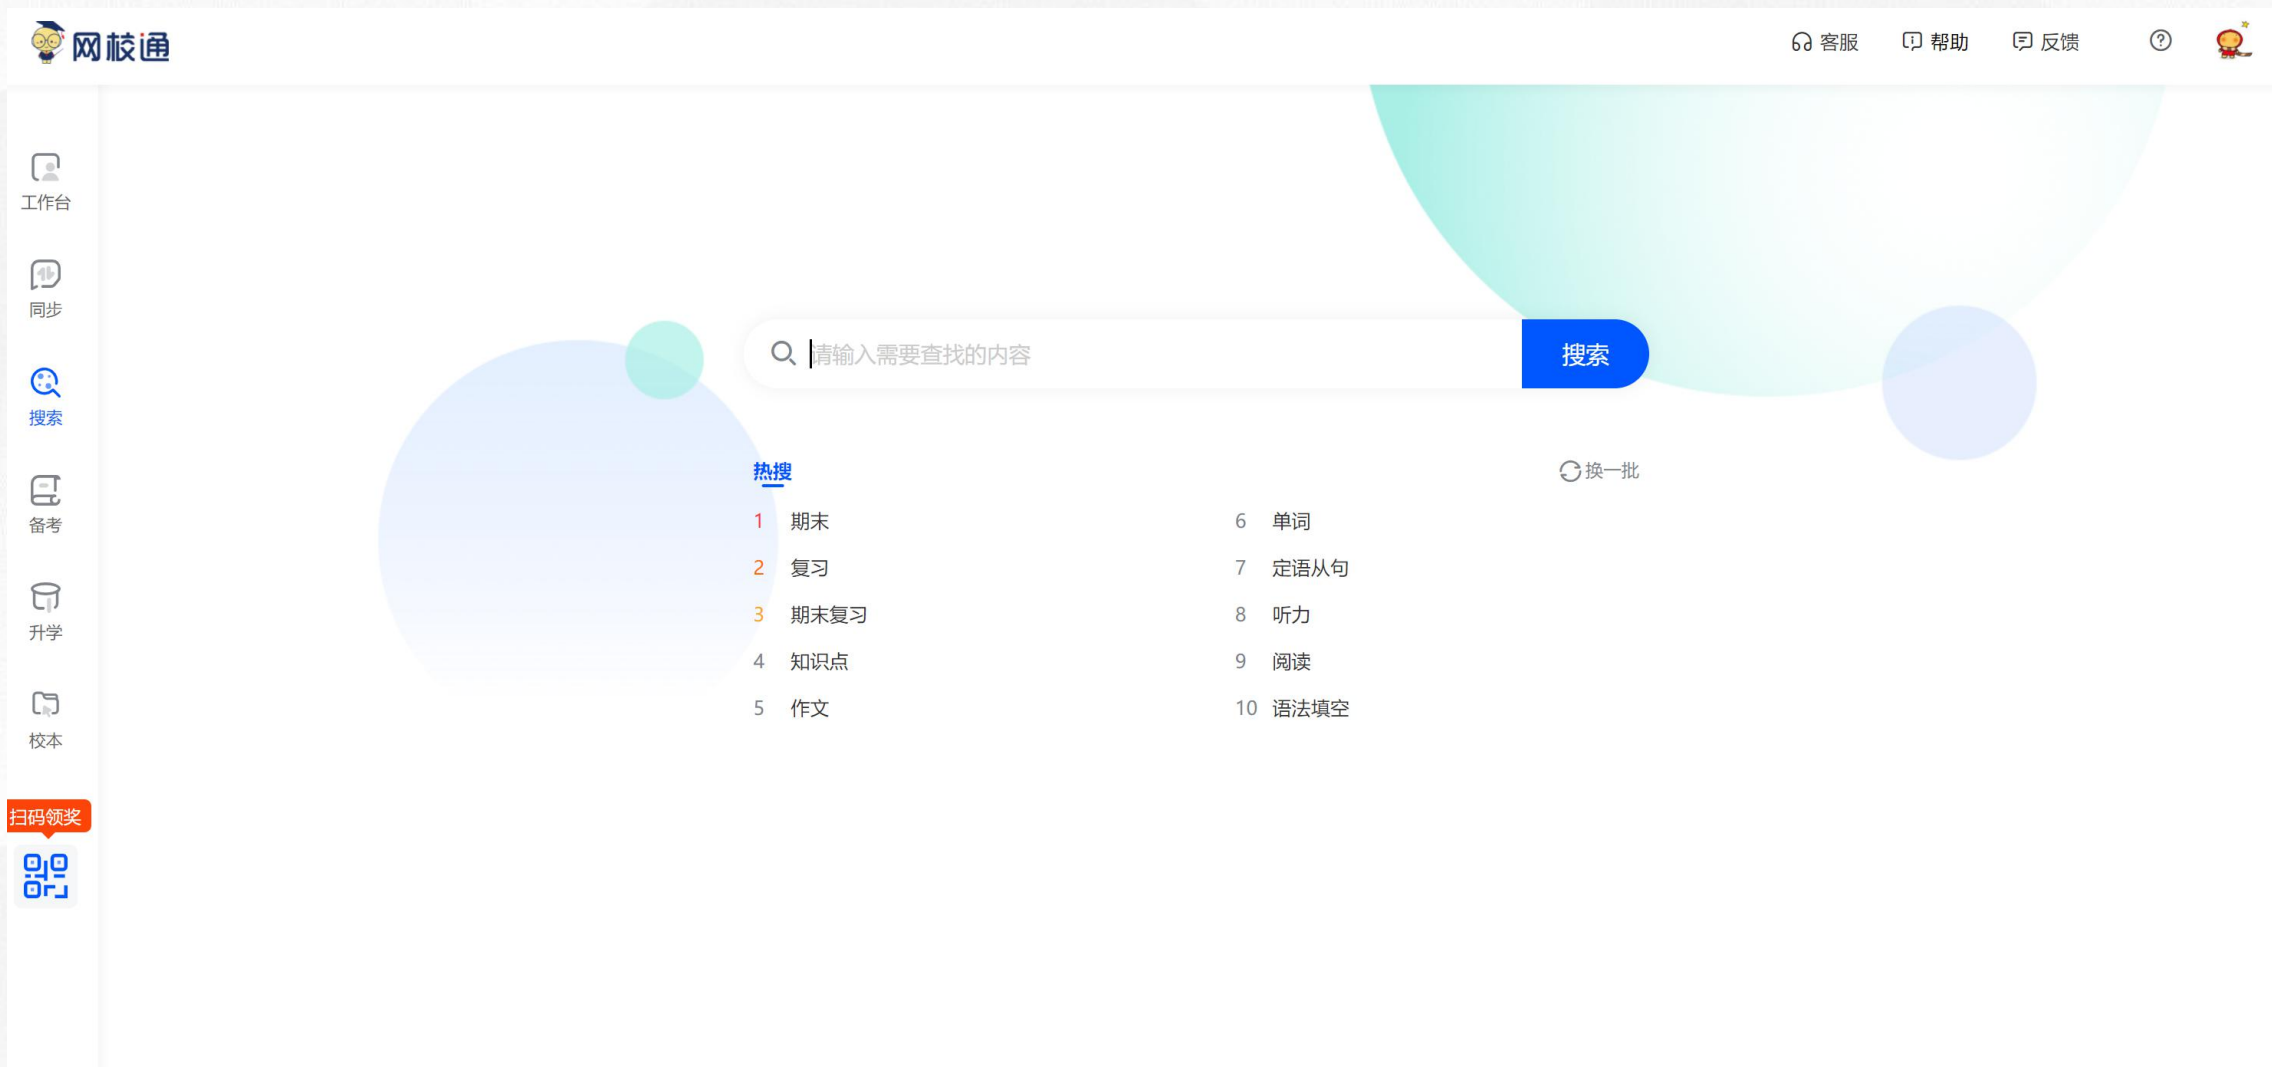 网校通
客服 帮助 反馈
工作台
同步
搜索
备考
升学
校本
扫码领奖
请输入需要查找的内容 搜索
热搜 换一批
1 期末
2 复习
3 期末复习
4 知识点
5 作文
6 单词
7 定语从句
8 听力
9 阅读
10 语法填空